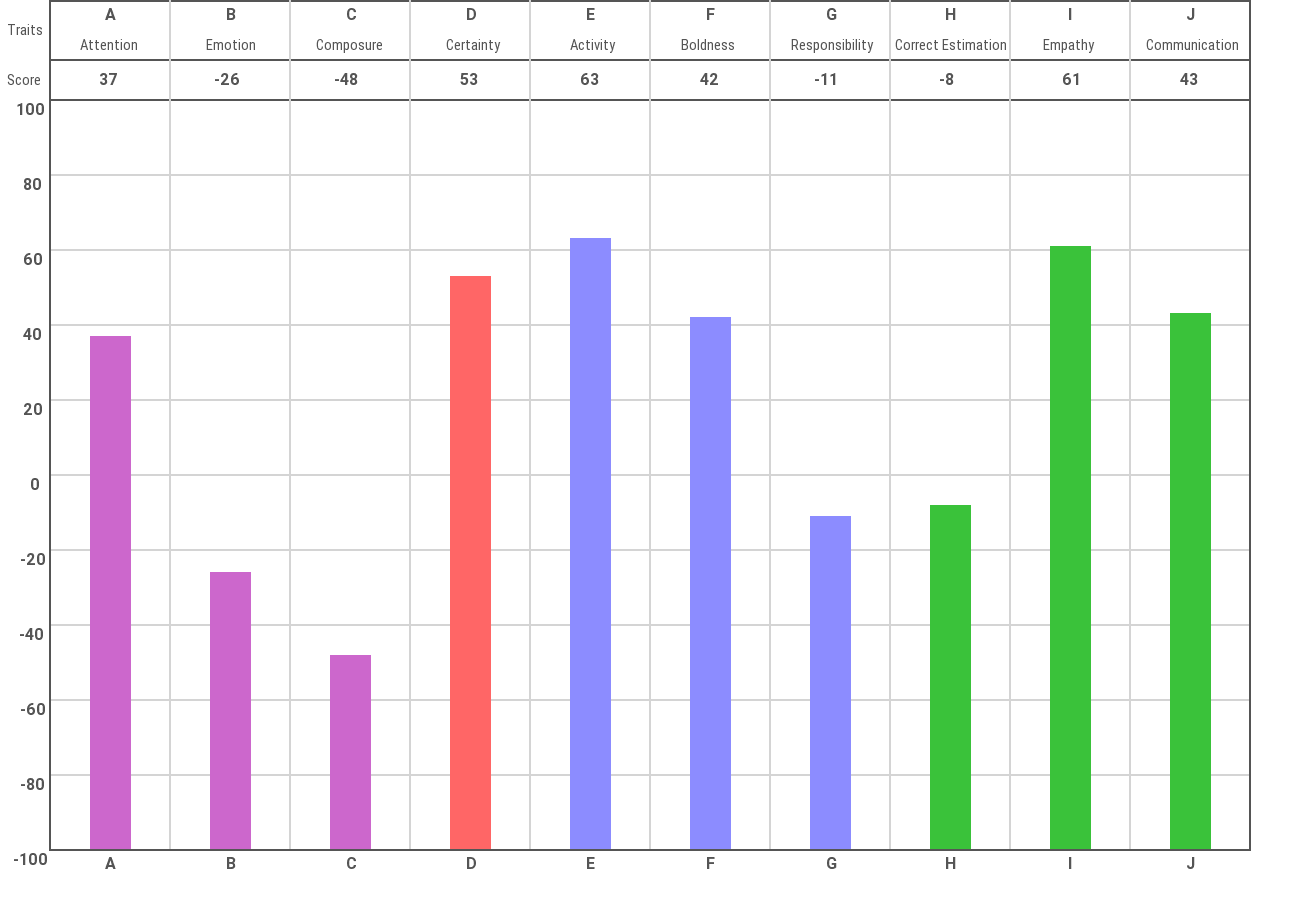 Traits A B C D E F G H I J
Attention Emotion Composure Certainty Activity Boldness Responsibility Correct Estimation Empathy Communication
Score 37 -26 -48 53 63 42 -11 -8 61 43
100
80
60
40
20
0
-20
-40
-60
-80
-100
A B C D E F G H I J